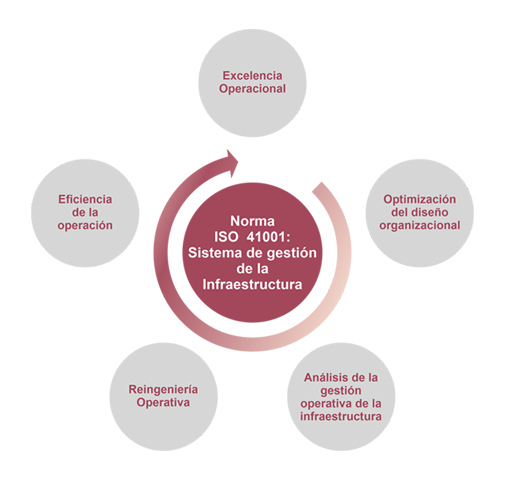 Excelencia
Operacional
Eficiencia
de la
operación
Optimización
del diseño
organizacional
Norma
ISO 41001:
Sistema de gestión
de la
Infraestructura
Reingeniería
Operativa
Análisis de la
gestión
operativa de la
infraestructura